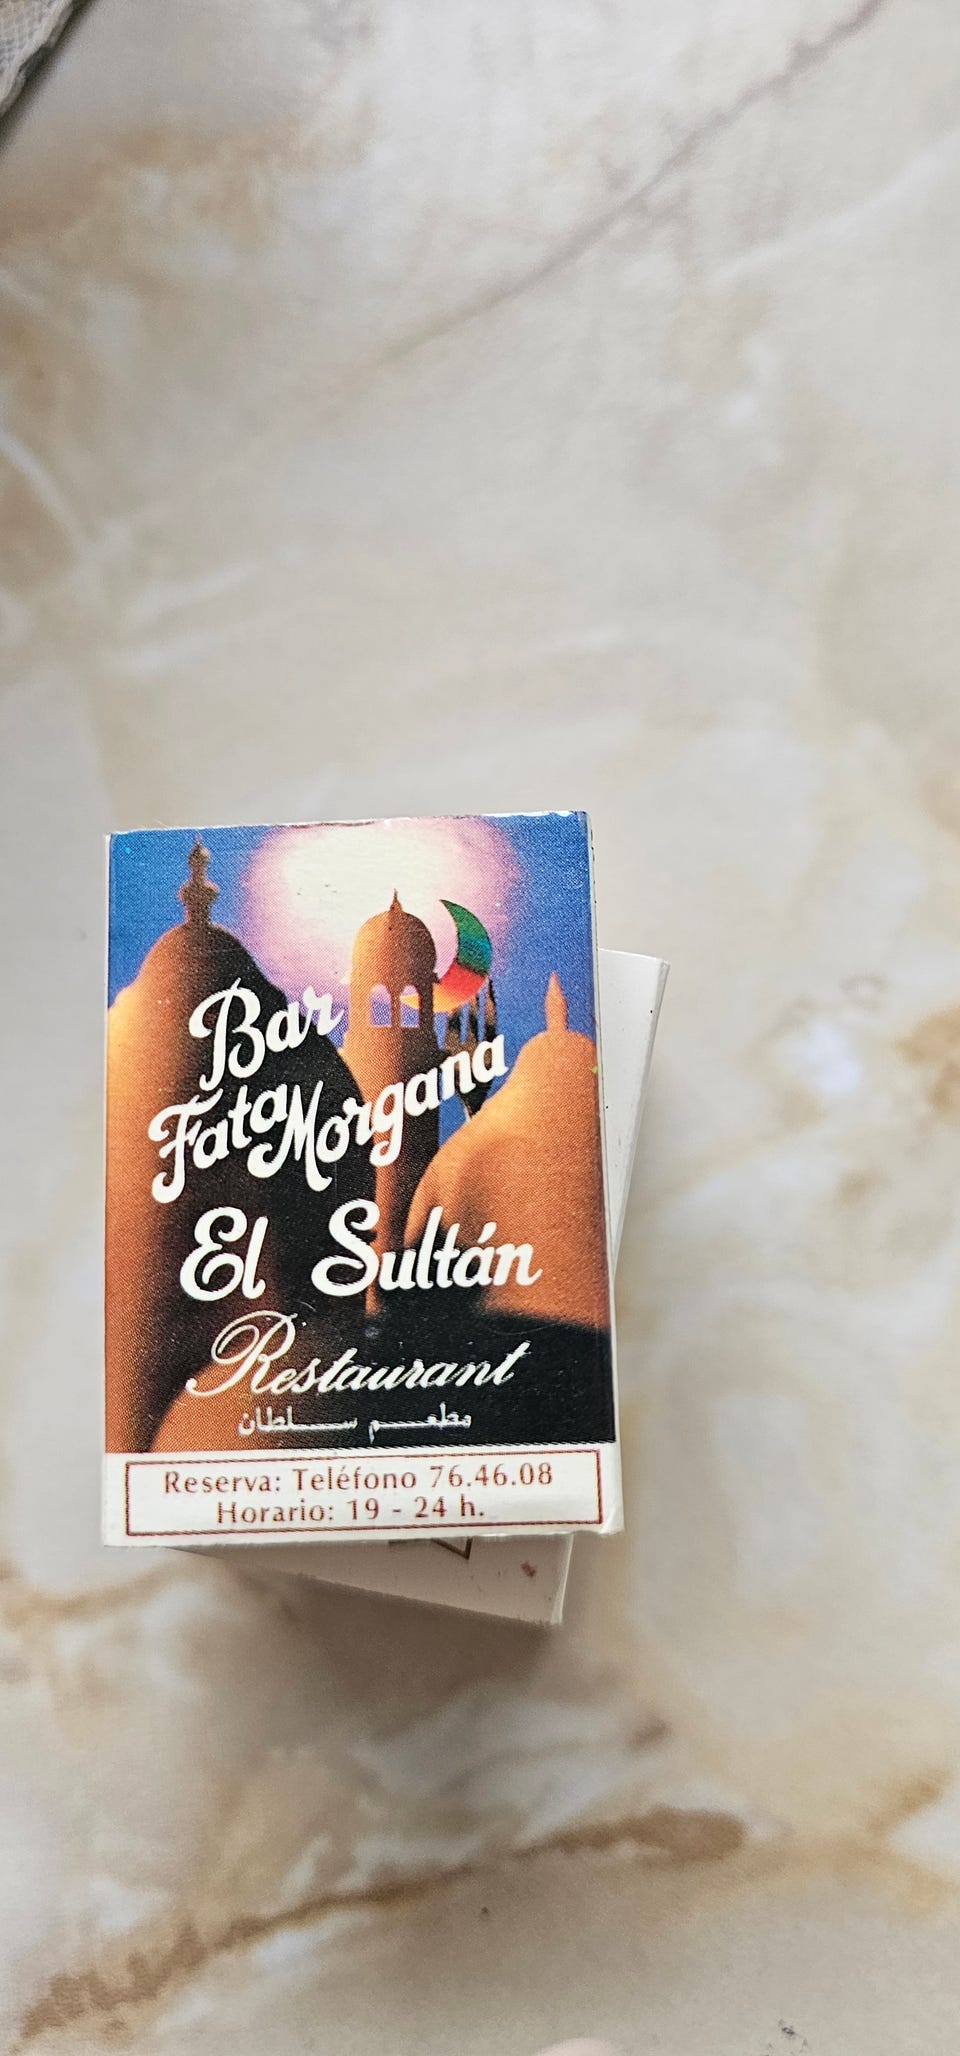 Bar
Fata Morgana
El Sultán
Restaurant
مطعم سلطان
Reserva: Teléfono 76.46.08
Horario: 19 - 24 h.